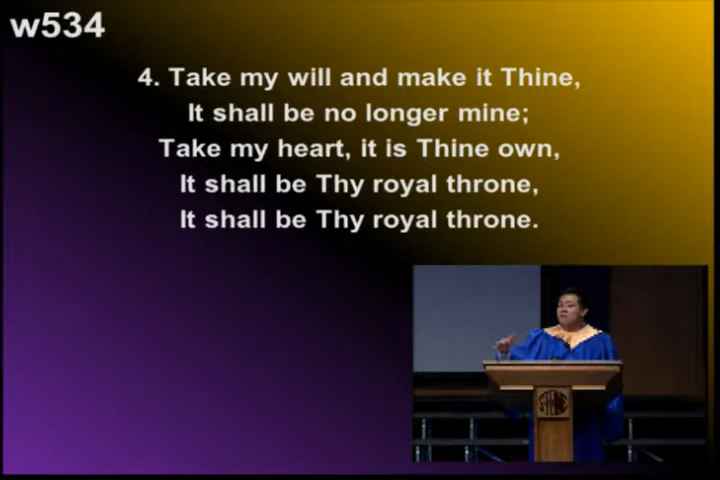 w534
4. Take my will and make it Thine,
It shall be no longer mine;
Take my heart, it is Thine own,
It shall be Thy royal throne,
It shall be Thy royal throne.